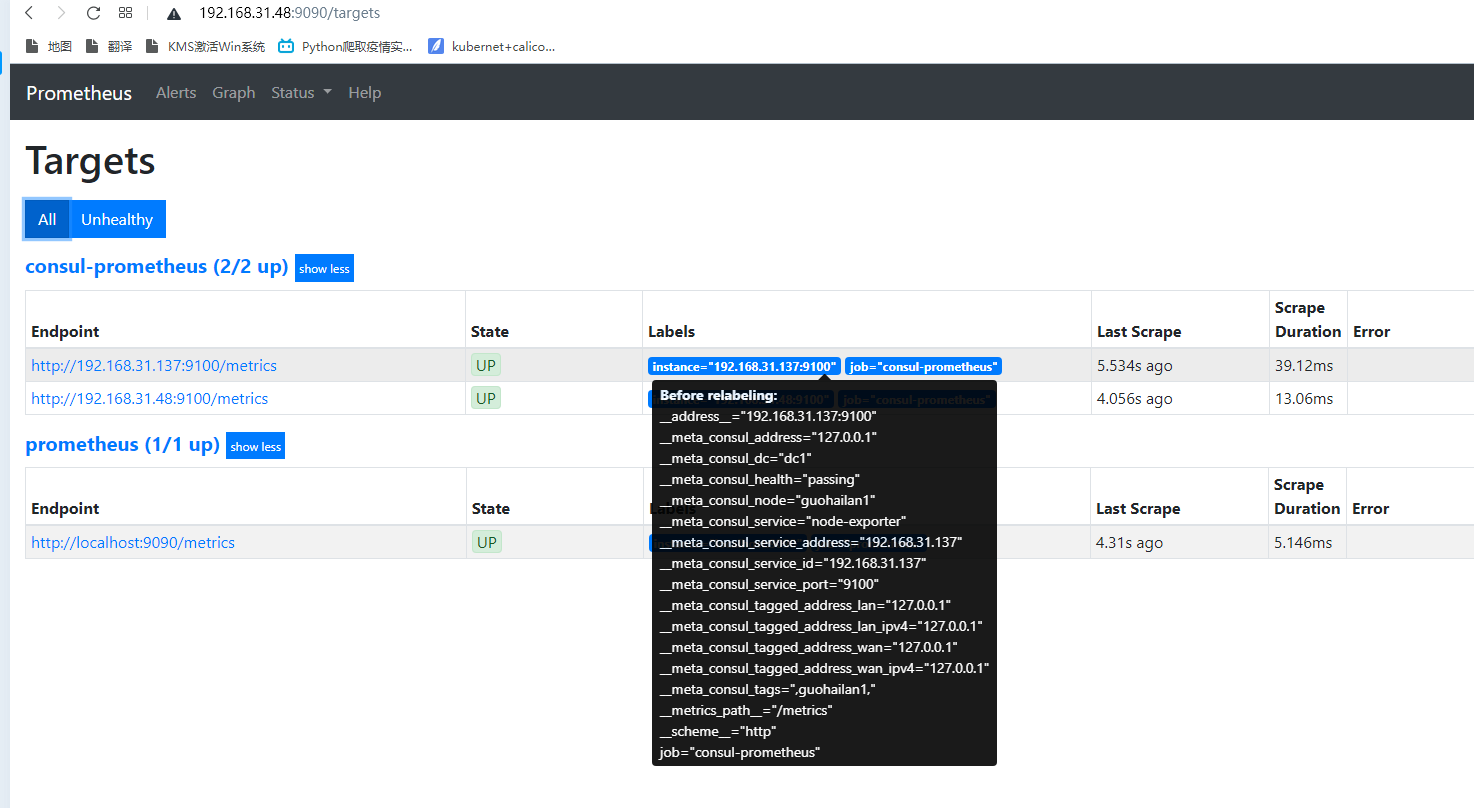 192.168.31.48:9090/targets
地图 翻译 KMS激活Win系统 Python爬取疫情实... kubernet+calico...
Prometheus Alerts Graph Status Help
Targets
All Unhealthy
consul-prometheus (2/2 up) show less
Endpoint State Labels Last Scrape Scrape Duration Error
http://192.168.31.137:9100/metrics UP instance="192.168.31.137:9100" job="consul-prometheus" 5.534s ago 39.12ms
http://192.168.31.48:9100/metrics UP job="consul-prometheus" 4.056s ago 13.06ms
Before relabeling:
__address__="192.168.31.137:9100"
__meta_consul_address="127.0.0.1"
__meta_consul_dc="dc1"
__meta_consul_health="passing"
__meta_consul_node="guohailan1"
__meta_consul_service="node-exporter"
__meta_consul_service_address="192.168.31.137"
__meta_consul_service_id="192.168.31.137"
__meta_consul_service_port="9100"
__meta_consul_tagged_address_lan="127.0.0.1"
__meta_consul_tagged_address_lan_ipv4="127.0.0.1"
__meta_consul_tagged_address_wan="127.0.0.1"
__meta_consul_tagged_address_wan_ipv4="127.0.0.1"
__meta_consul_tags=",guohailan1,"
__metrics_path__="/metrics"
__scheme__="http"
job="consul-prometheus"
prometheus (1/1 up) show less
Endpoint State Labels Last Scrape Scrape Duration Error
http://localhost:9090/metrics UP 4.31s ago 5.146ms